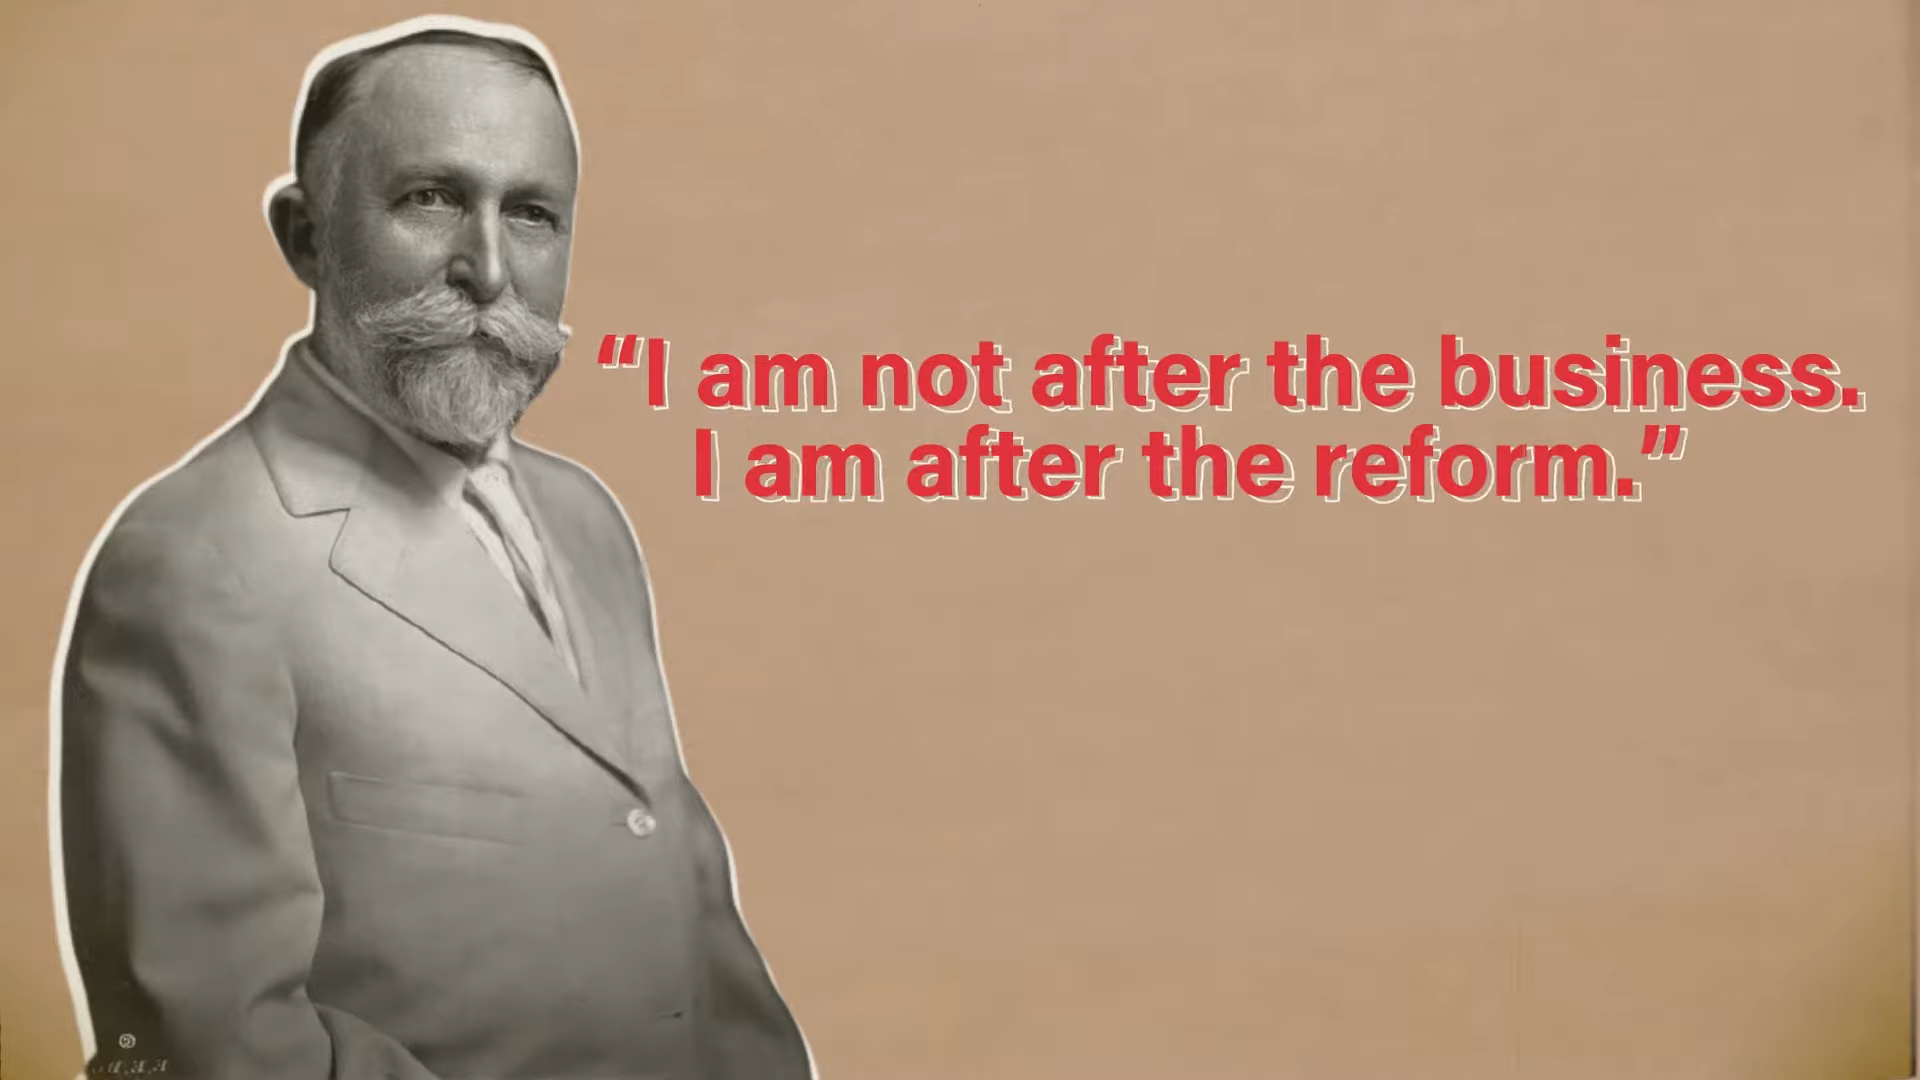 “I am not after the business.
I am after the reform.”